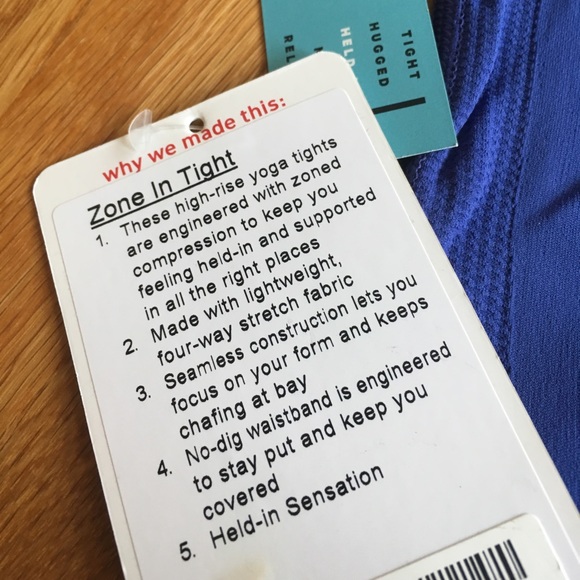 TIGHT
HUGGED
HELD
why we made this:
Zone In Tight
1. These high-rise yoga tights
are engineered with zoned
compression to keep you
feeling held-in and supported
in all the right places
2. Made with lightweight,
four-way stretch fabric
3. Seamless construction lets you
focus on your form and keeps
chafing at bay
4. No-dig waistband is engineered
to stay put and keep you
covered
5. Held-in Sensation